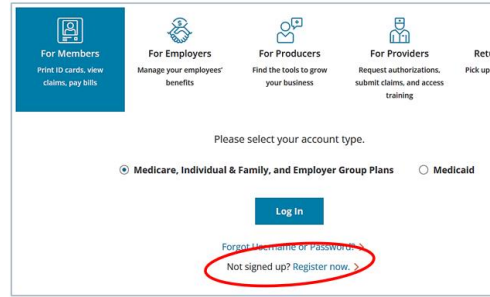 For Members
Print ID cards, view
claims, pay bills
For Employers
Manage your employees'
benefits
For Producers
Find the tools to grow
your business
For Providers
Request authorizations,
submit claims, and access
training
Ret
Pick up
Please select your account type.
Medicare, Individual & Family, and Employer Group Plans
Medicaid
Log In
Forgot Username or Password? >
Not signed up? Register now. >